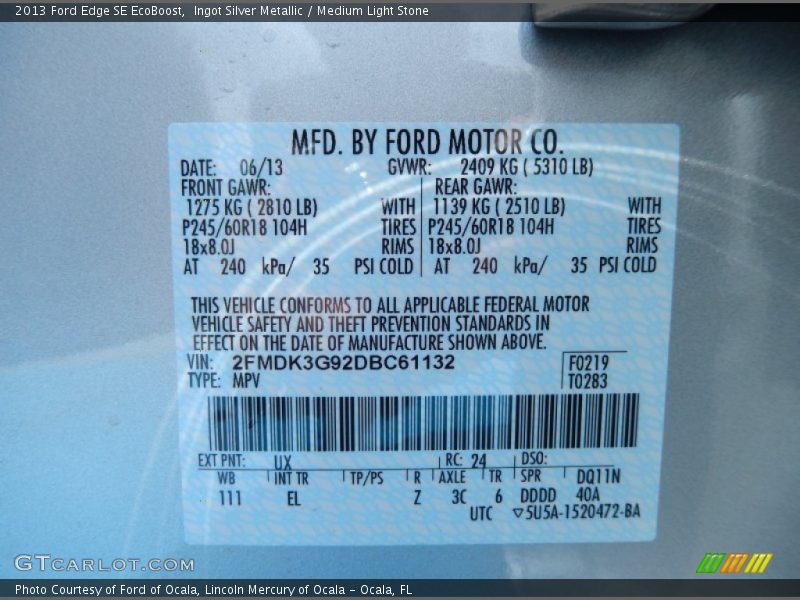 2013 Ford Edge SE EcoBoost,  Ingot Silver Metallic / Medium Light Stone
MFD. BY FORD MOTOR CO.
DATE: 06/13 GVWR: 2409 KG ( 5310 LB)
FRONT GAWR: REAR GAWR:
1275 KG ( 2810 LB) WITH 1139 KG ( 2510 LB) WITH
P245/60R18 104H TIRES P245/60R18 104H TIRES
18x8.0J RIMS 18x8.0J RIMS
AT 240 kPa/ 35 PSI COLD AT 240 kPa/ 35 PSI COLD
THIS VEHICLE CONFORMS TO ALL APPLICABLE FEDERAL MOTOR
VEHICLE SAFETY AND THEFT PREVENTION STANDARDS IN
EFFECT ON THE DATE OF MANUFACTURE SHOWN ABOVE.
VIN: 2FMDK3G92DBC61132 F0219
TYPE: MPV T0283
EXT PNT: UX RC: 24 DSO:
WB INT TR TP/PS R AXLE TR SPR DQ11N
111 EL Z 3C 6 DDDD 40A
UTC ▽5U5A-1520472-BA
GTCARLOT.COM
Photo Courtesy of Ford of Ocala, Lincoln Mercury of Ocala – Ocala, FL